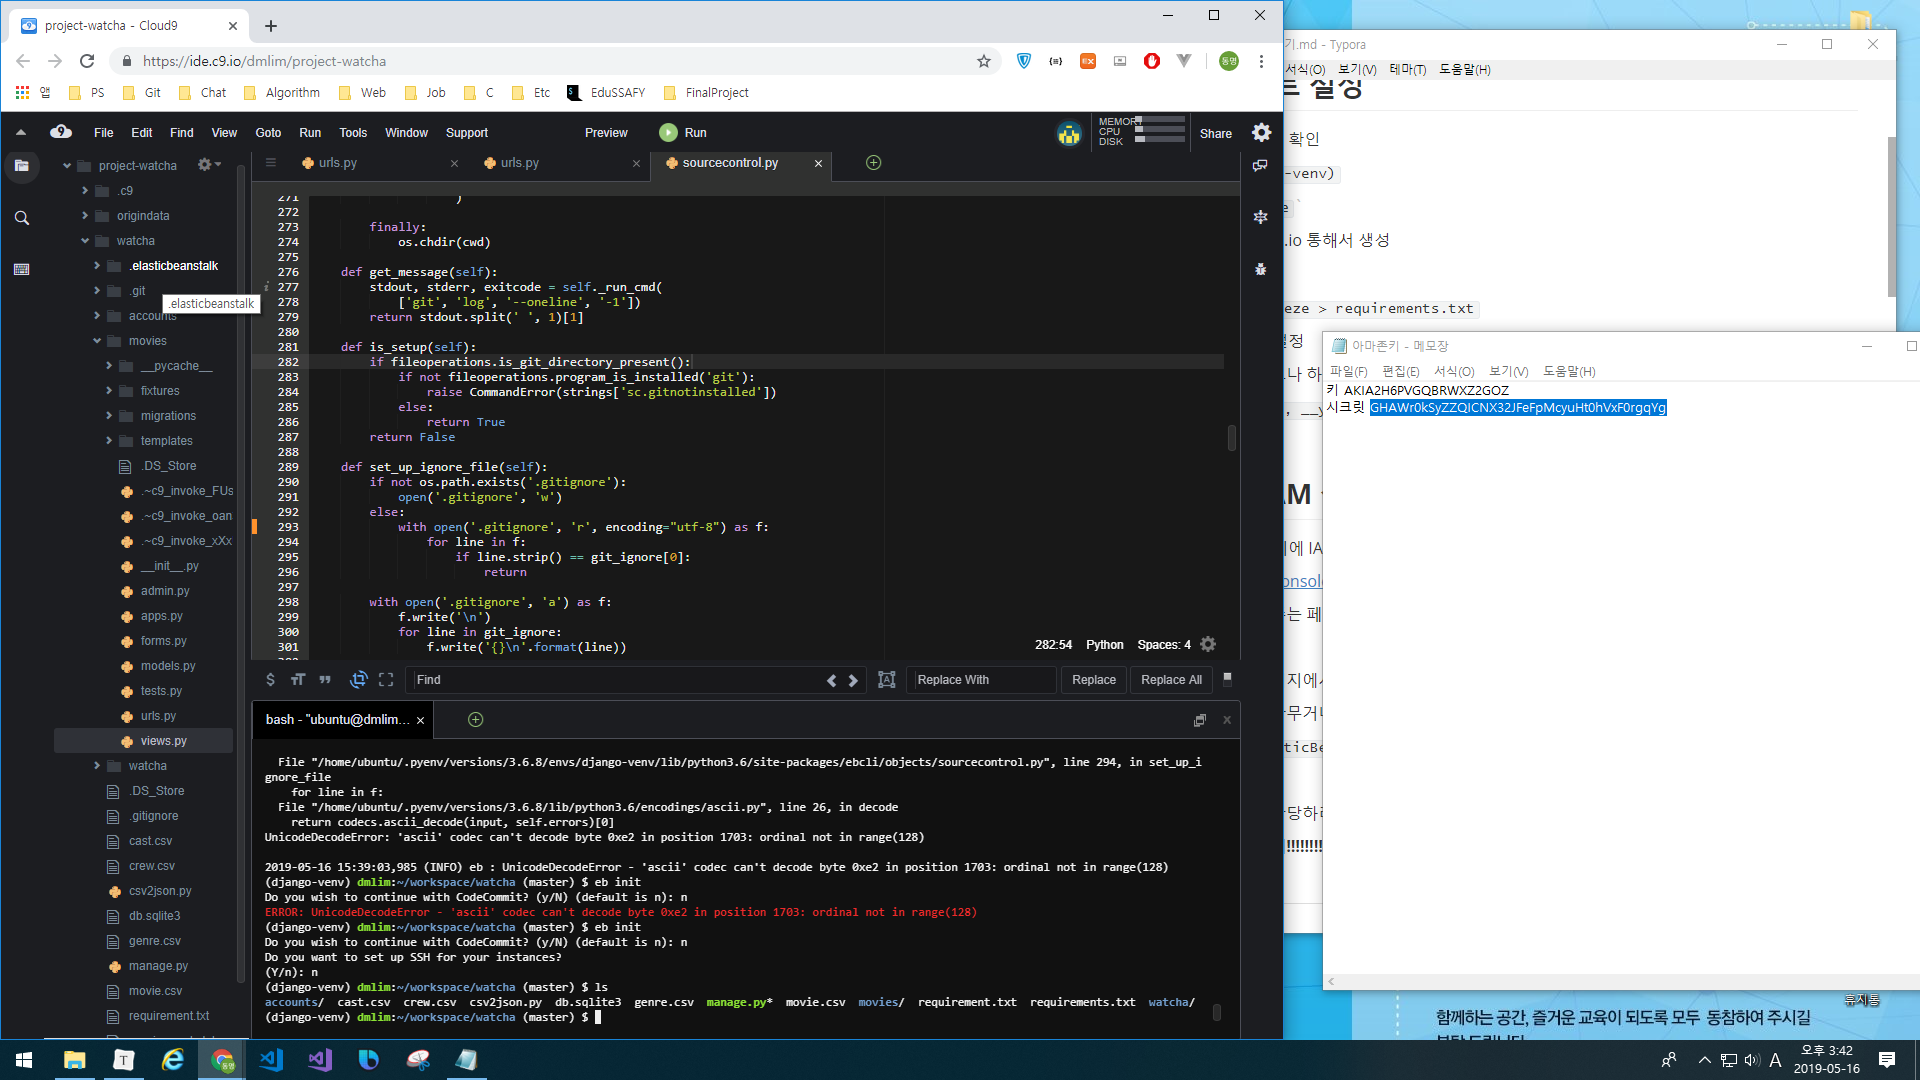 project-watcha - Cloud9
https://ide.c9.io/dmlim/project-watcha
앱
PS
Git
Chat
Algorithm
Web
Job
C
Etc
EduSSAFY
FinalProject
File Edit Find View Goto Run Tools Window Support Preview Run
MEMORY
CPU
DISK
Share
project-watcha
.c9
origindata
watcha
.elasticbeanstalk
.git
.elasticbeanstalk
accounts
movies
__pycache__
fixtures
migrations
templates
.DS_Store
.~c9_invoke_FUs
.~c9_invoke_oan
.~c9_invoke_xXx
__init__.py
admin.py
apps.py
forms.py
models.py
tests.py
urls.py
views.py
watcha
.DS_Store
.gitignore
cast.csv
crew.csv
csv2json.py
db.sqlite3
genre.csv
manage.py
movie.csv
requirement.txt
urls.py
urls.py
sourcecontrol.py
271 )
272
273 finally:
274 os.chdir(cwd)
275
276 def get_message(self):
277 stdout, stderr, exitcode = self._run_cmd(
278 ['git', 'log', '--oneline', '-1'])
279 return stdout.split(' ', 1)[1]
280
281 def is_setup(self):
282 if fileoperations.is_git_directory_present():
283 if not fileoperations.program_is_installed('git'):
284 raise CommandError(strings['sc.gitnotinstalled'])
285 else:
286 return True
287 return False
288
289 def set_up_ignore_file(self):
290 if not os.path.exists('.gitignore'):
291 open('.gitignore', 'w')
292 else:
293 with open('.gitignore', 'r', encoding="utf-8") as f:
294 for line in f:
295 if line.strip() == git_ignore[0]:
296 return
297
298 with open('.gitignore', 'a') as f:
299 f.write('\n')
300 for line in git_ignore:
301 f.write('{}\n'.format(line))
282:54 Python Spaces: 4
Find
Replace With
Replace
Replace All
bash - "ubuntu@dmlim...
File "/home/ubuntu/.pyenv/versions/3.6.8/envs/django-venv/lib/python3.6/site-packages/ebcli/objects/sourcecontrol.py", line 294, in set_up_i
gnore_file
for line in f:
File "/home/ubuntu/.pyenv/versions/3.6.8/lib/python3.6/encodings/ascii.py", line 26, in decode
return codecs.ascii_decode(input, self.errors)[0]
UnicodeDecodeError: 'ascii' codec can't decode byte 0xe2 in position 1703: ordinal not in range(128)
2019-05-16 15:39:03,985 (INFO) eb : UnicodeDecodeError - 'ascii' codec can't decode byte 0xe2 in position 1703: ordinal not in range(128)
(django-venv) dmlim:~/workspace/watcha (master) $ eb init
Do you wish to continue with CodeCommit? (y/N) (default is n): n
ERROR: UnicodeDecodeError - 'ascii' codec can't decode byte 0xe2 in position 1703: ordinal not in range(128)
(django-venv) dmlim:~/workspace/watcha (master) $ eb init
Do you wish to continue with CodeCommit? (y/N) (default is n): n
Do you want to set up SSH for your instances?
(Y/n): n
(django-venv) dmlim:~/workspace/watcha (master) $ ls
accounts/ cast.csv crew.csv csv2json.py db.sqlite3 genre.csv manage.py* movie.csv movies/ requirement.txt requirements.txt watcha/
(django-venv) dmlim:~/workspace/watcha (master) $
기.md - Typora
서식(O) 보기(V) 테마(T) 도움말(H)
트 설정
확인
-venv)
e `
.io 통해서 생성
eze > requirements.txt
설정
나 하
, __y
AM
에 IA
onsole
는 페
지에서
무거나
ticBe
당하
!!!!!!!!!
아마존키 - 메모장
파일(F) 편집(E) 서식(O) 보기(V) 도움말(H)
키 AKIA2H6PVGQBRWXZ2GOZ
시크릿 GHAWr0kSyZZQICNX32JFeFpMcyuHt0hVxF0rgqYg
휴지통
함께하는 공간, 즐거운 교육이 되도록 모두 동참하여 주시길
부탁 드립니다
동명
A
오후 3:42
2019-05-16